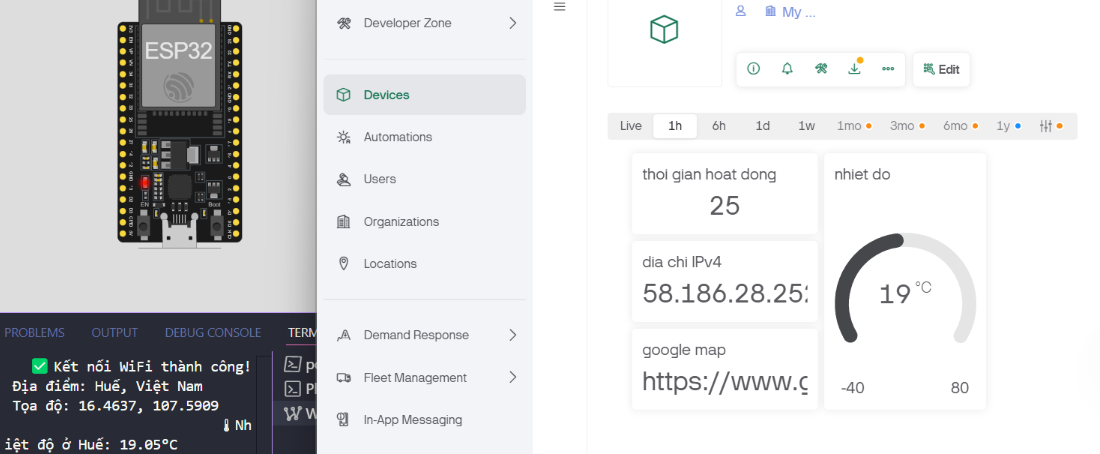 ESP32
EN
Boot
PROBLEMS
OUTPUT
DEBUG CONSOLE
TERM
✅ Kết nối WiFi thành công!
Địa điểm: Huế, Việt Nam
Tọa độ: 16.4637, 107.5909
🌡 Nh
iệt độ ở Huế: 19.05°C
Developer Zone
Devices
Automations
Users
Organizations
Locations
Demand Response
Fleet Management
In-App Messaging
My ...
Edit
Live
1h
6h
1d
1w
1mo
3mo
6mo
1y
thoi gian hoat dong
25
dia chi IPv4
58.186.28.252
google map
https://www.g
nhiet do
19 °C
-40
80